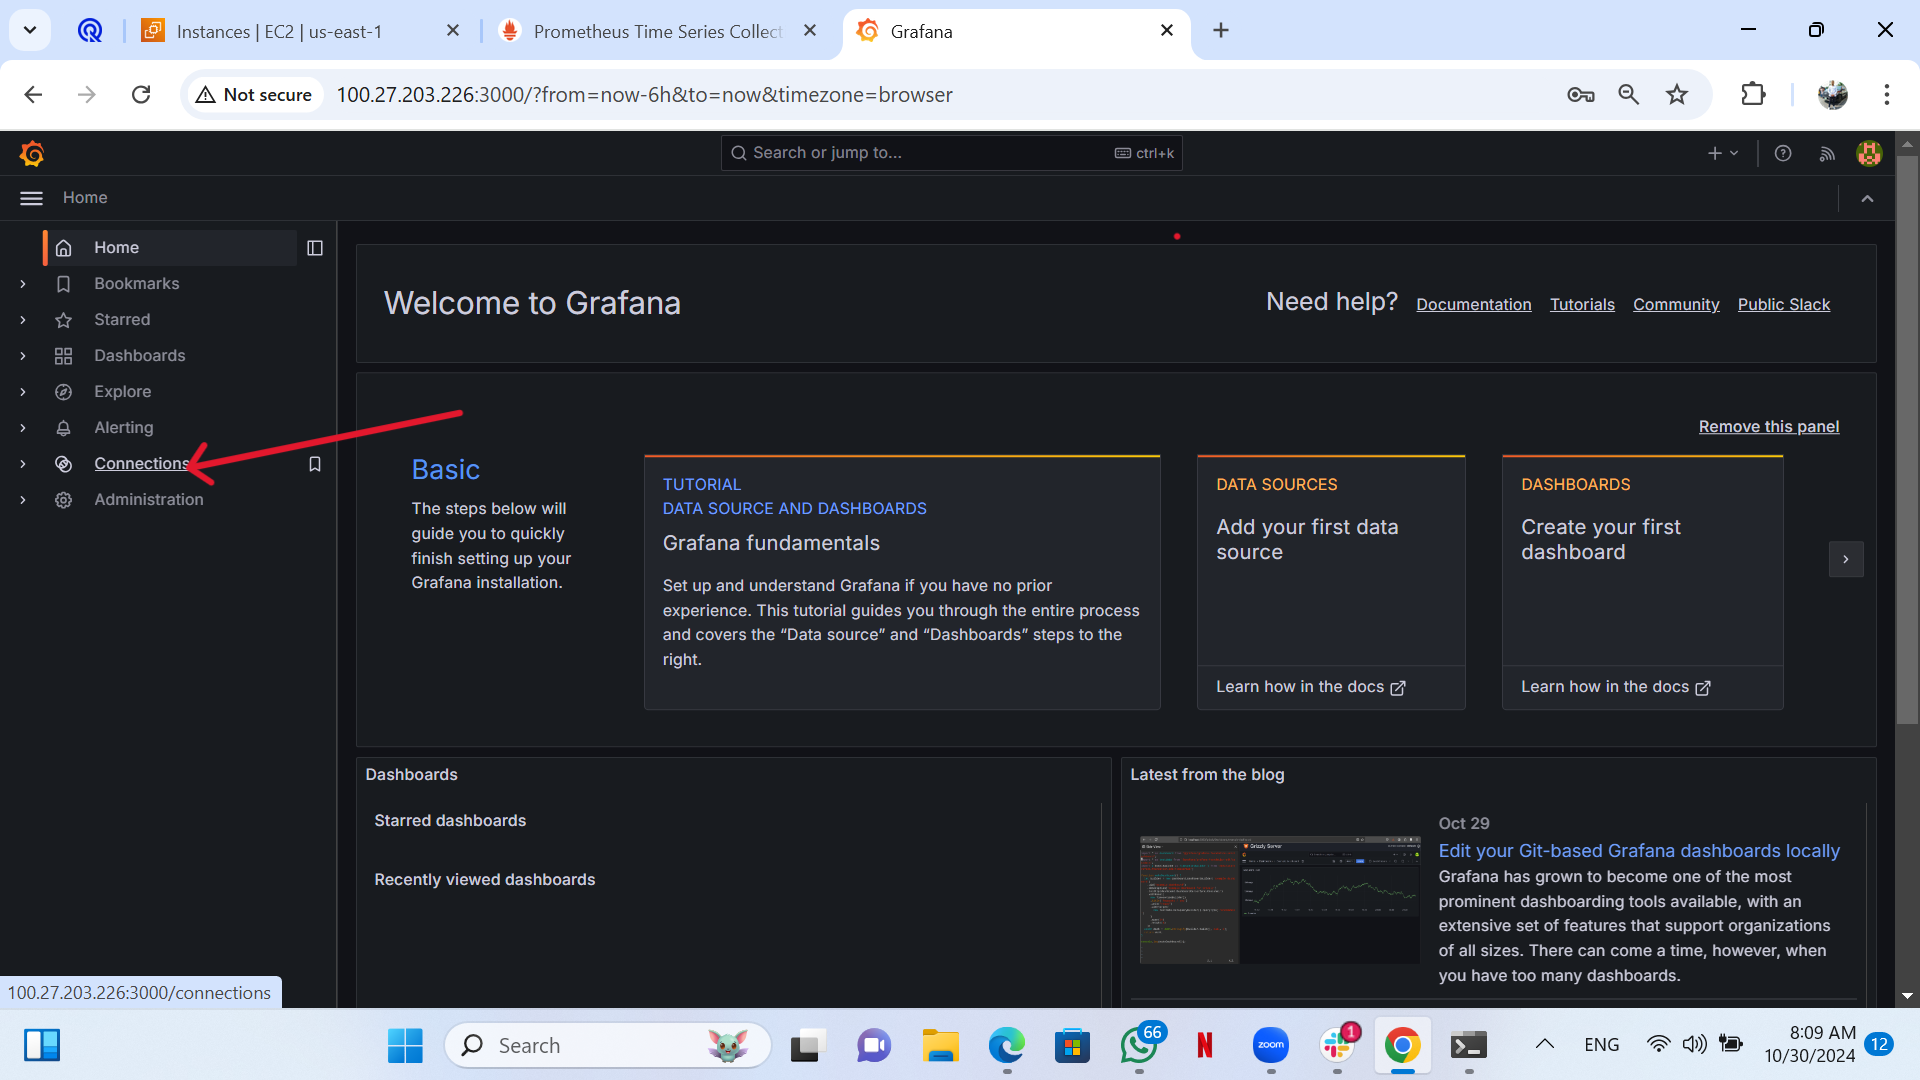 Instances | EC2 | us-east-1
Prometheus Time Series Collect
Grafana
Not secure
100.27.203.226:3000/?from=now-6h&to=now&timezone=browser
Search or jump to...
ctrl+k
Home
Home
Bookmarks
Starred
Dashboards
Explore
Alerting
Connections
Administration
Welcome to Grafana
Need help?
Documentation
Tutorials
Community
Public Slack
Remove this panel
Basic
The steps below will
guide you to quickly
finish setting up your
Grafana installation.
TUTORIAL
DATA SOURCE AND DASHBOARDS
Grafana fundamentals
Set up and understand Grafana if you have no prior
experience. This tutorial guides you through the entire process
and covers the “Data source” and “Dashboards” steps to the
right.
DATA SOURCES
Add your first data
source
Learn how in the docs
DASHBOARDS
Create your first
dashboard
Learn how in the docs
Dashboards
Starred dashboards
Recently viewed dashboards
Latest from the blog
Oct 29
Edit your Git-based Grafana dashboards locally
Grafana has grown to become one of the most
prominent dashboarding tools available, with an
extensive set of features that support organizations
of all sizes. There can come a time, however, when
you have too many dashboards.
100.27.203.226:3000/connections
Search
66
N
zoom
1
ENG
8:09 AM
10/30/2024
12